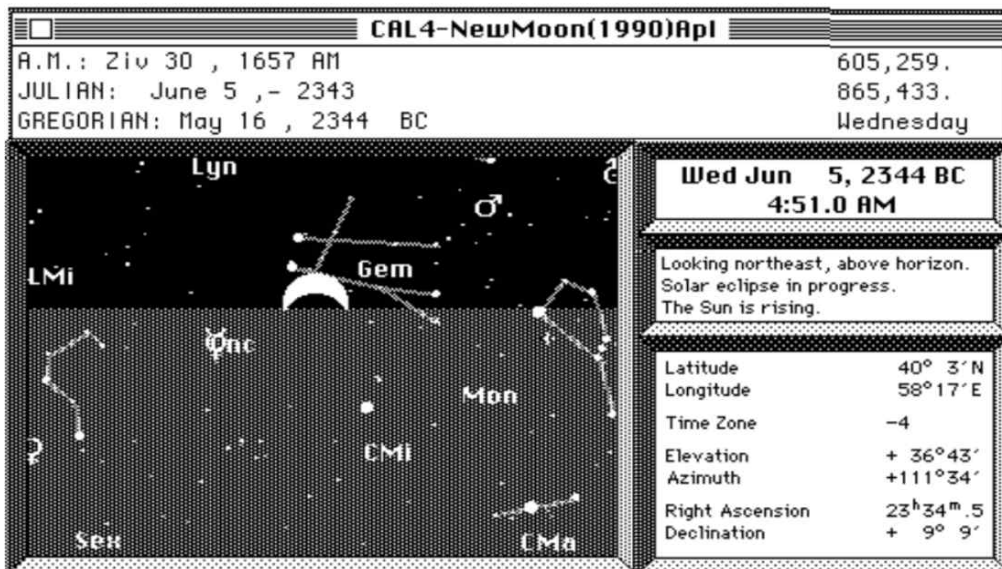 CAL4-NewMoon(1990)Apl
A.M.: Ziv 30 , 1657 AM 605,259.
JULIAN: June 5 ,- 2343 865,433.
GREGORIAN: May 16 , 2344 BC Wednesday
Lyn
♂
Gem
LMi
nc
Mon
CMi
Sex
CMa
Wed Jun 5, 2344 BC
4:51.0 AM
Looking northeast, above horizon.
Solar eclipse in progress.
The Sun is rising.
Latitude 40° 3′N
Longitude 58°17′E
Time Zone -4
Elevation + 36°43′
Azimuth +111°34′
Right Ascension 23ʰ34ᵐ.5
Declination + 9° 9′